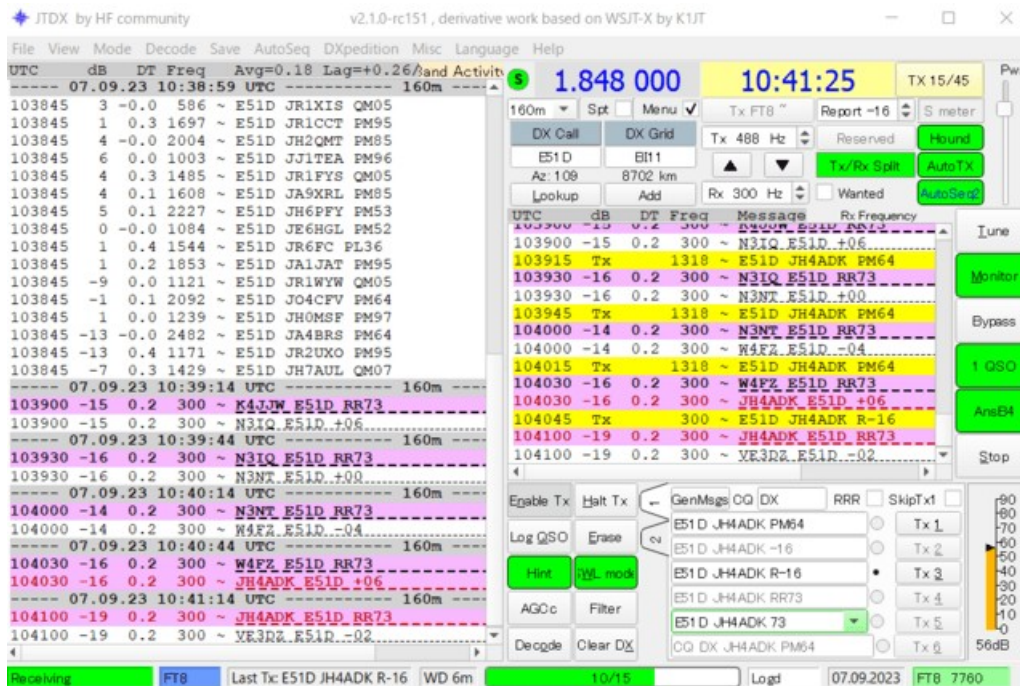 JTDX by HF community v2.1.0-rc151 , derivative work based on WSJT-X by K1JT
File View Mode Decode Save AutoSeq DXpedition Misc Language Help
UTC dB DT Freq Avg=0.18 Lag=+0.26/ Band Activity
----- 07.09.23 10:38:59 UTC ------------ 160m ----
103845 3 -0.0 586 ~ E51D JR1XIS QM05
103845 1 0.3 1697 ~ E51D JR1CCT PM95
103845 4 -0.0 2004 ~ E51D JH2QMT PM85
103845 6 0.0 1003 ~ E51D JJ1TEA PM96
103845 4 0.3 1485 ~ E51D JR1FYS QM05
103845 4 0.1 1608 ~ E51D JA9XRL PM85
103845 5 0.1 2227 ~ E51D JH6PFY PM53
103845 0 -0.0 1084 ~ E51D JE6HGL PM52
103845 1 0.4 1544 ~ E51D JR6FC PL36
103845 1 0.2 1853 ~ E51D JA1JAT PM95
103845 -9 0.0 1121 ~ E51D JR1WYW QM05
103845 -1 0.1 2092 ~ E51D JO4CFV PM64
103845 1 0.0 1239 ~ E51D JH0MSF PM97
103845 -13 -0.0 2482 ~ E51D JA4BRS PM64
103845 -13 0.4 1171 ~ E51D JR2UXO PM95
103845 -7 0.3 1429 ~ E51D JH7AUL QM07
----- 07.09.23 10:39:14 UTC ------------ 160m ----
103900 -15 0.2 300 ~ K4JJW E51D RR73
103900 -15 0.2 300 ~ N3IQ E51D +06
----- 07.09.23 10:39:44 UTC ------------ 160m ----
103930 -16 0.2 300 ~ N3IQ E51D RR73
103930 -16 0.2 300 ~ N3NT E51D +00
----- 07.09.23 10:40:14 UTC ------------ 160m ----
104000 -14 0.2 300 ~ N3NT E51D RR73
104000 -14 0.2 300 ~ W4FZ E51D -04
----- 07.09.23 10:40:44 UTC ------------ 160m ----
104030 -16 0.2 300 ~ W4FZ E51D RR73
104030 -16 0.2 300 ~ JH4ADK E51D +06
----- 07.09.23 10:41:14 UTC ------------ 160m ----
104100 -19 0.2 300 ~ JH4ADK E51D RR73
104100 -19 0.2 300 ~ VE3DZ E51D -02
S 1.848 000 10:41:25 TX 15/45 Pw
160m Spt Menu Tx FT8 ~ Report -16 S meter
DX Call DX Grid Tx 488 Hz Reserved Hound
E51D BI11
Az: 109 8702 km Tx/Rx Split AutoTX
Lookup Add Rx 300 Hz Wanted AutoSeq2
UTC dB DT Freq Message Rx Frequency
103900 -15 0.2 300 ~ K4JJW E51D RR73
103900 -15 0.2 300 ~ N3IQ E51D +06
103915 Tx 1318 ~ E51D JH4ADK PM64
103930 -16 0.2 300 ~ N3IQ E51D RR73
103930 -16 0.2 300 ~ N3NT E51D +00
103945 Tx 1318 ~ E51D JH4ADK PM64
104000 -14 0.2 300 ~ N3NT E51D RR73
104000 -14 0.2 300 ~ W4FZ E51D -04
104015 Tx 1318 ~ E51D JH4ADK PM64
104030 -16 0.2 300 ~ W4FZ E51D RR73
104030 -16 0.2 300 ~ JH4ADK E51D +06
104045 Tx 488 ~ E51D JH4ADK R-16
104100 -19 0.2 300 ~ JH4ADK E51D RR73
104100 -19 0.2 300 ~ VE3DZ E51D -02
Tune
Monitor
Bypass
1 QSO
AnsB4
Stop
Enable Tx Halt Tx
Log QSO Erase
Hint SWL mode
AGCc Filter
Decode Clear DX
1
2
GenMsgs CQ DX RRR SkipTx1
E51D JH4ADK PM64 Tx 1
E51D JH4ADK -16 Tx 2
E51D JH4ADK R-16 Tx 3
E51D JH4ADK RR73 Tx 4
E51D JH4ADK 73 Tx 5
CQ DX JH4ADK PM64 Tx 6
90
80
70
60
50
40
30
20
10
0
56dB
Receiving FT8 Last Tx: E51D JH4ADK R-16 WD 6m 10/15 Logd 07.09.2023 FT8 7760